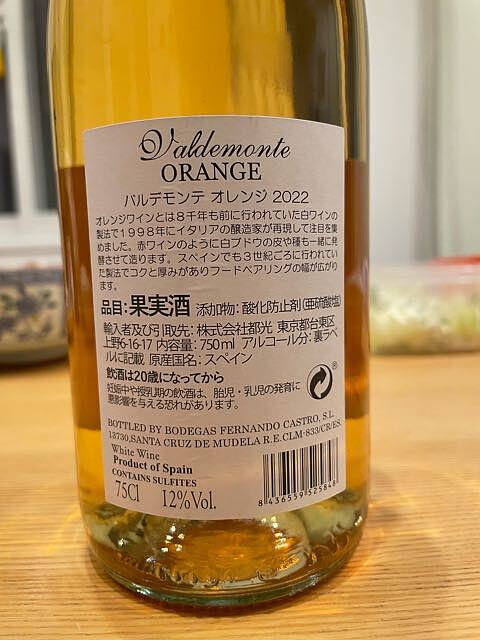 Valdemonte
ORANGE
バルデモンテ オレンジ 2022
オレンジワインとは8千年も前に行われていた白ワインの
製法で1998年にイタリアの醸造家が再現して注目を集
めました。赤ワインのように白ブドウの皮や種も一緒に発
酵させて造ります。スペインでも3世紀ごろに行われてい
た製法でコクと厚みがありフードペアリングの幅が広がり
ます。
品目:果実酒 添加物: 酸化防止剤(亜硫酸塩)
輸入者及び引取先: 株式会社都光 東京都台東区
上野6-16-17 内容量:750ml アルコール分: 裏ラベ
ルに記載 原産国名: スペイン
飲酒は20歳になってから
妊娠中や授乳期の飲酒は、胎児・乳児の発育に
悪影響を与える恐れがあります。
BOTTLED BY BODEGAS FERNANDO CASTRO, S.L.
13730,SANTA CRUZ DE MUDELA R.E.CLM-833/CR/ES.
White Wine
Product of Spain
CONTAINS SULFITES
75Cl 12%Vol.
8 436559 525848